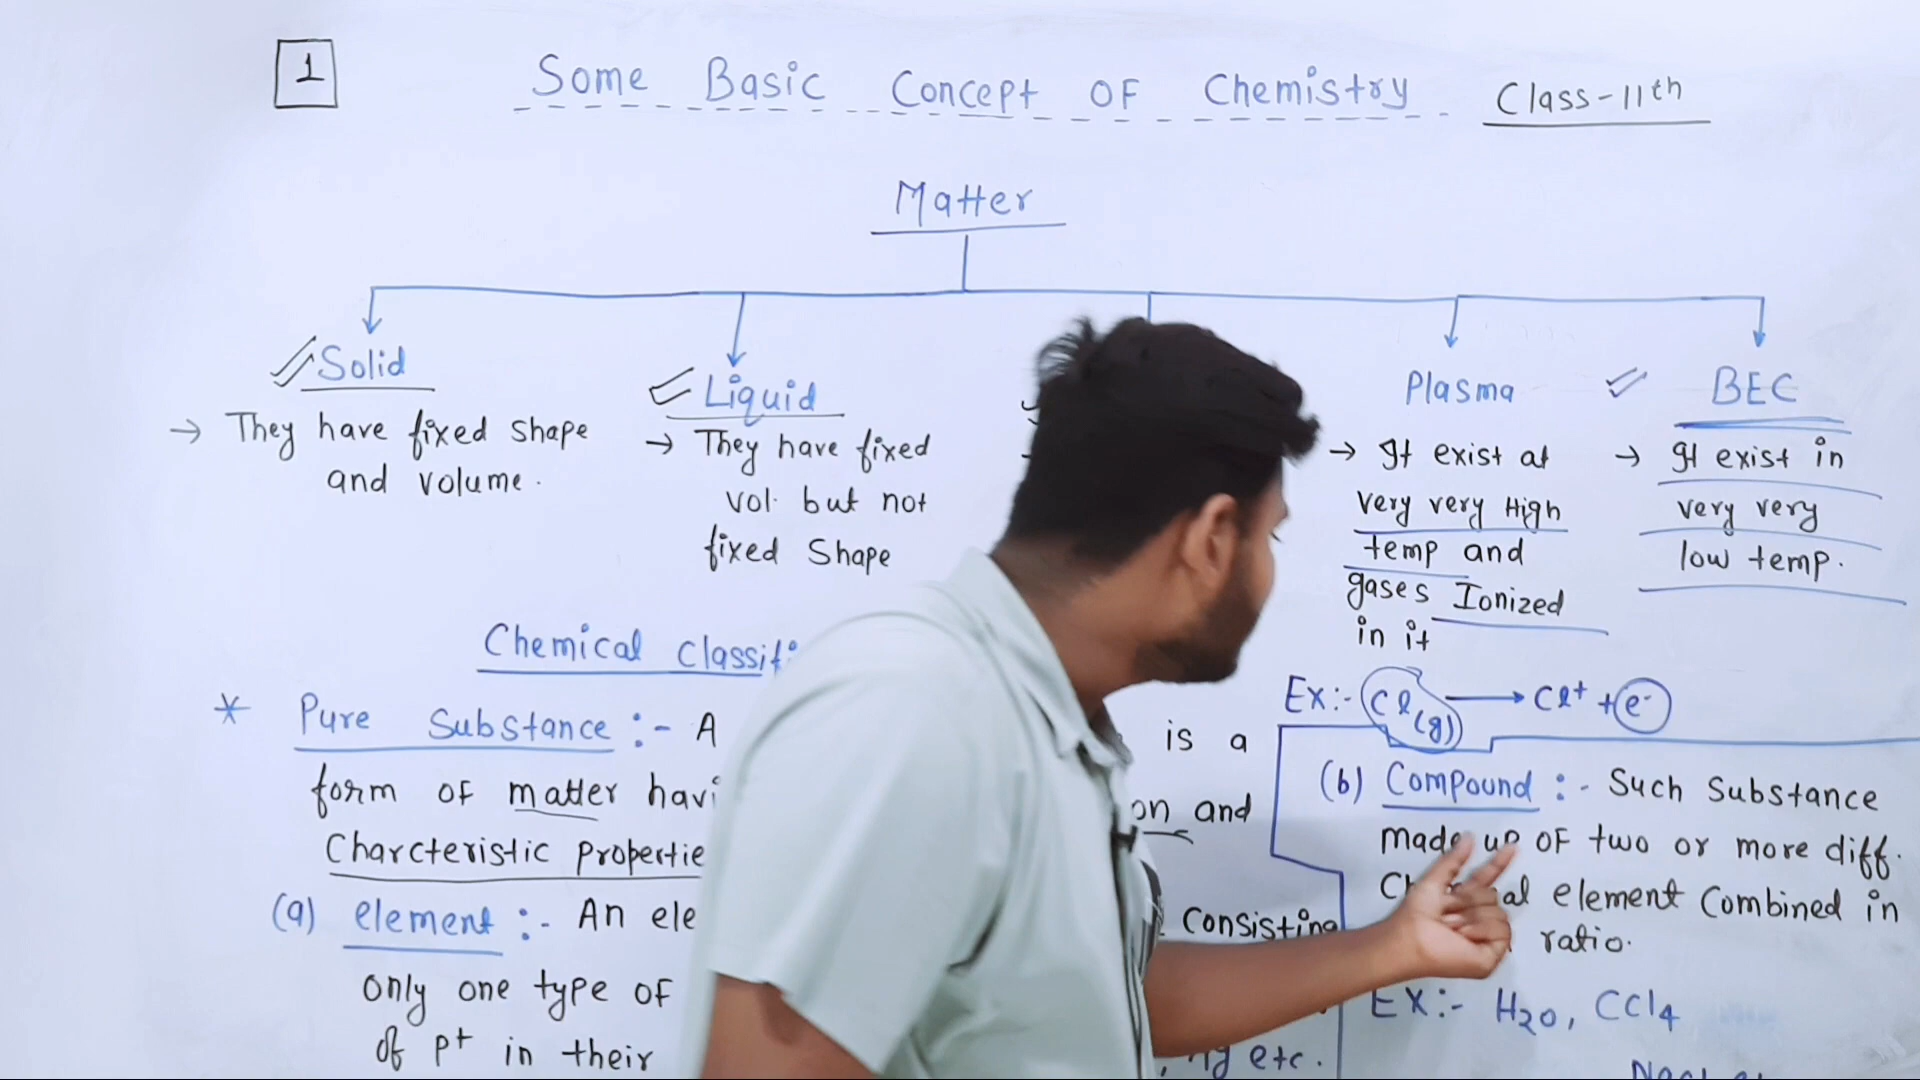 1
Some Basic Concept OF Chemistry Class-11th
Matter
Solid
→ They have fixed shape
and volume.
Liquid
→ They have fixed
vol. but not
fixed Shape
Plasma
→ It exist at
very very High
temp and
gases Ionized
in it
Ex:- Cl(g) → Cl⁺ + e⁻
BEC
→ It exist in
very very
low temp.
Chemical
* Pure Substance :- A is a
form OF matter and
Charcteristic
(a) element :- An Consisting
only one type OF
of p⁺ in their etc.
(b) Compound :- Such Substance
made up OF two or more diff.
element Combined in
ratio.
EX:- H2O, CCl4